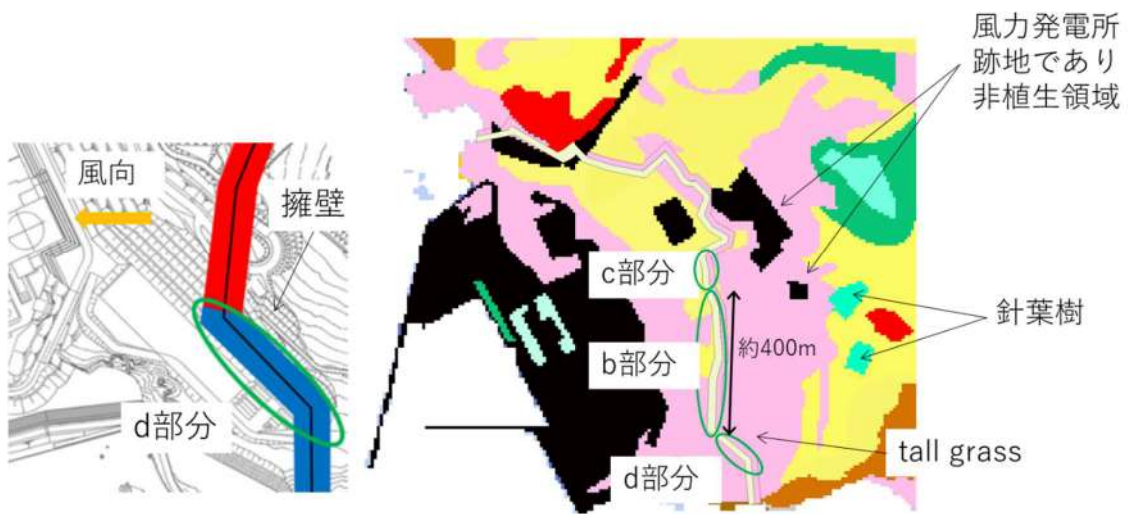 風向
擁壁
d部分
風力発電所
跡地であり
非植生領域
c部分
b部分
約400m
針葉樹
d部分
tall grass